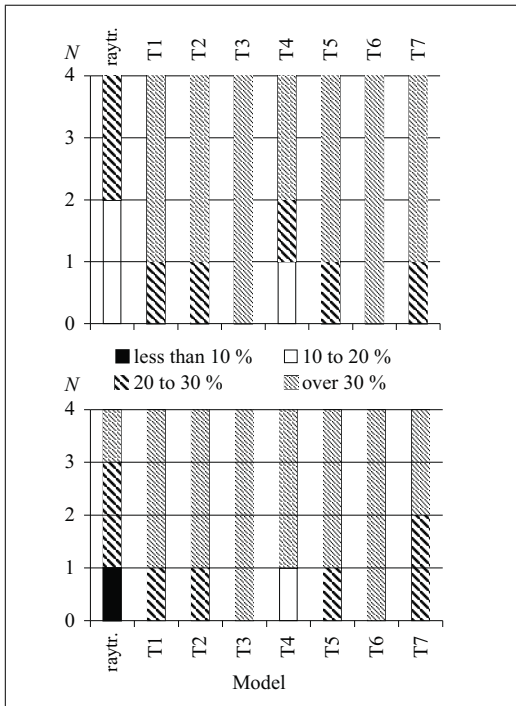 N raytr. T1 T2 T3 T4 T5 T6 T7
4
3
2
1
0
less than 10 % 10 to 20 %
20 to 30 % over 30 %
N
4
3
2
1
0
raytr. T1 T2 T3 T4 T5 T6 T7
Model